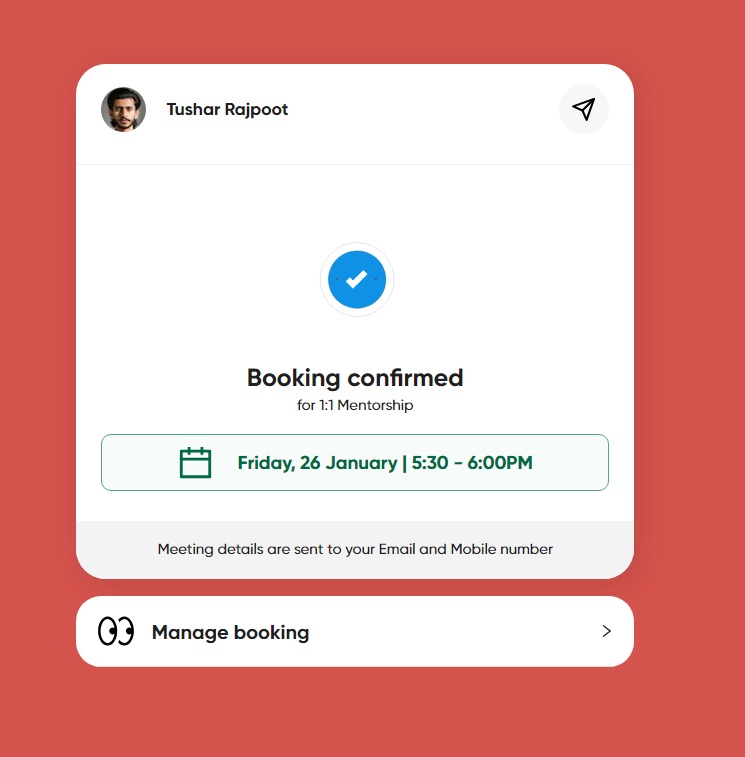 Tushar Rajpoot
Booking confirmed
for 1:1 Mentorship
Friday, 26 January | 5:30 - 6:00PM
Meeting details are sent to your Email and Mobile number
Manage booking